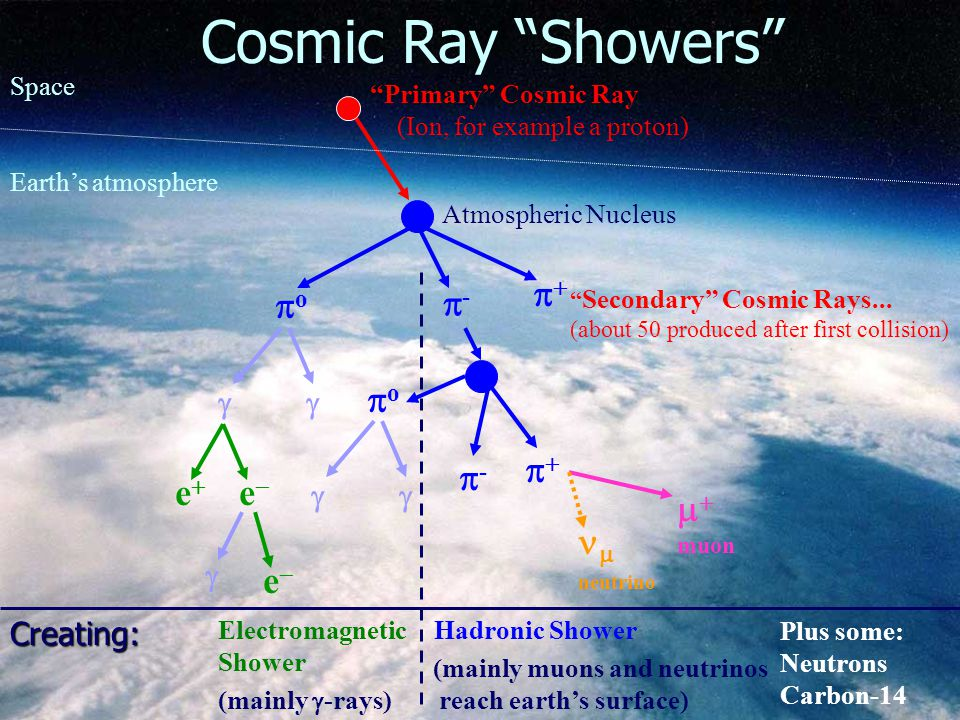 Cosmic Ray “Showers”
Space
“Primary” Cosmic Ray
(Ion, for example a proton)
Earth’s atmosphere
Atmospheric Nucleus
πo
π-
π+
“Secondary” Cosmic Rays...
(about 50 produced after first collision)
γ
γ
πo
π-
π+
e+
e−
γ
γ
μ+
muon
νμ
neutrino
γ
e−
Creating:
Electromagnetic
Shower
(mainly γ-rays)
Hadronic Shower
(mainly muons and neutrinos
reach earth’s surface)
Plus some:
Neutrons
Carbon-14